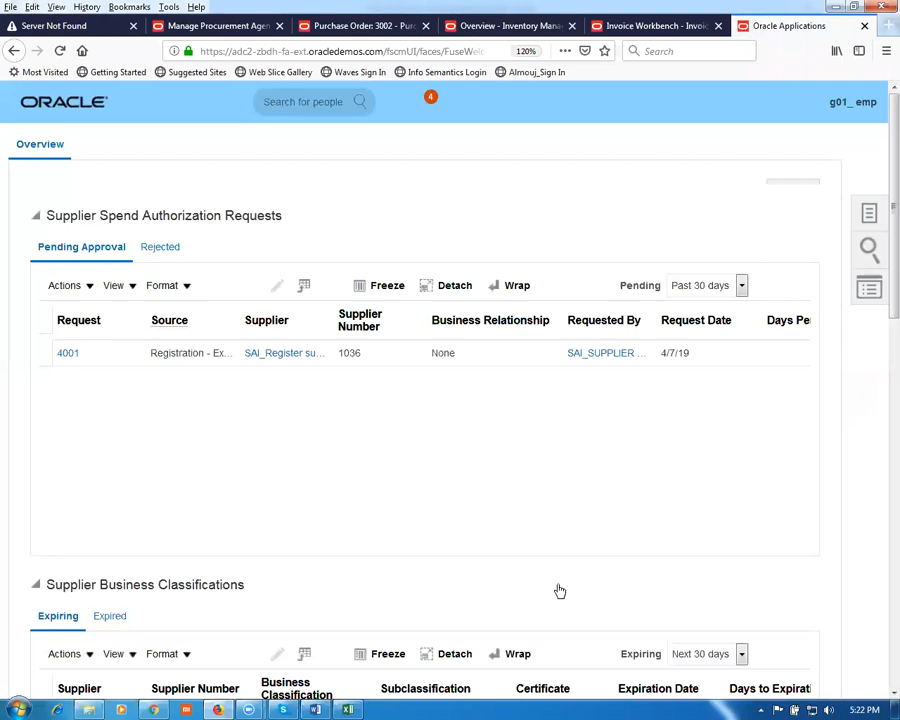 File Edit View History Bookmarks Tools Help
Server Not Found Manage Procurement Agen Purchase Order: 3002 - Purc Overview - Inventory Manag Invoice Workbench - Invoic Oracle Applications
https://adc2-zbdh-fa-ext.oracledemos.com/fscmUI/faces/FuseWelc 120% Search
Most Visited Getting Started Suggested Sites Web Slice Gallery Waves Sign In Info Semantics Login Almouj_Sign In
ORACLE Search for people 4 g01_ emp
Overview
Supplier Spend Authorization Requests
Pending Approval Rejected
Actions View Format Freeze Detach Wrap Pending Past 30 days
Request Source Supplier Supplier Number Business Relationship Requested By Request Date Days Per
4001 Registration - Ex... SAI_Register su... 1036 None SAI_SUPPLIER ... 4/7/19
Supplier Business Classifications
Expiring Expired
Actions View Format Freeze Detach Wrap Expiring Next 30 days
Supplier Supplier Number Business Classification Subclassification Certificate Expiration Date Days to Expirati
5:22 PM